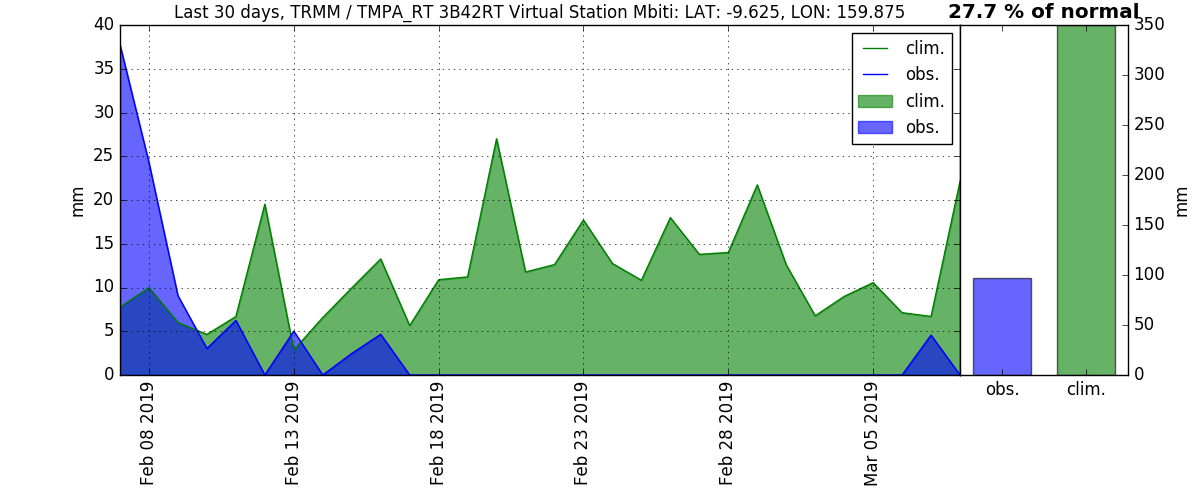 Last 30 days, TRMM / TMPA_RT 3B42RT Virtual Station Mbiti: LAT: -9.625, LON: 159.875
27.7 % of normal
40
35
30
25
20
15
10
5
0
mm
clim.
obs.
clim.
obs.
350
300
250
200
150
100
50
0
mm
Feb 08 2019
Feb 13 2019
Feb 18 2019
Feb 23 2019
Feb 28 2019
Mar 05 2019
obs.
clim.